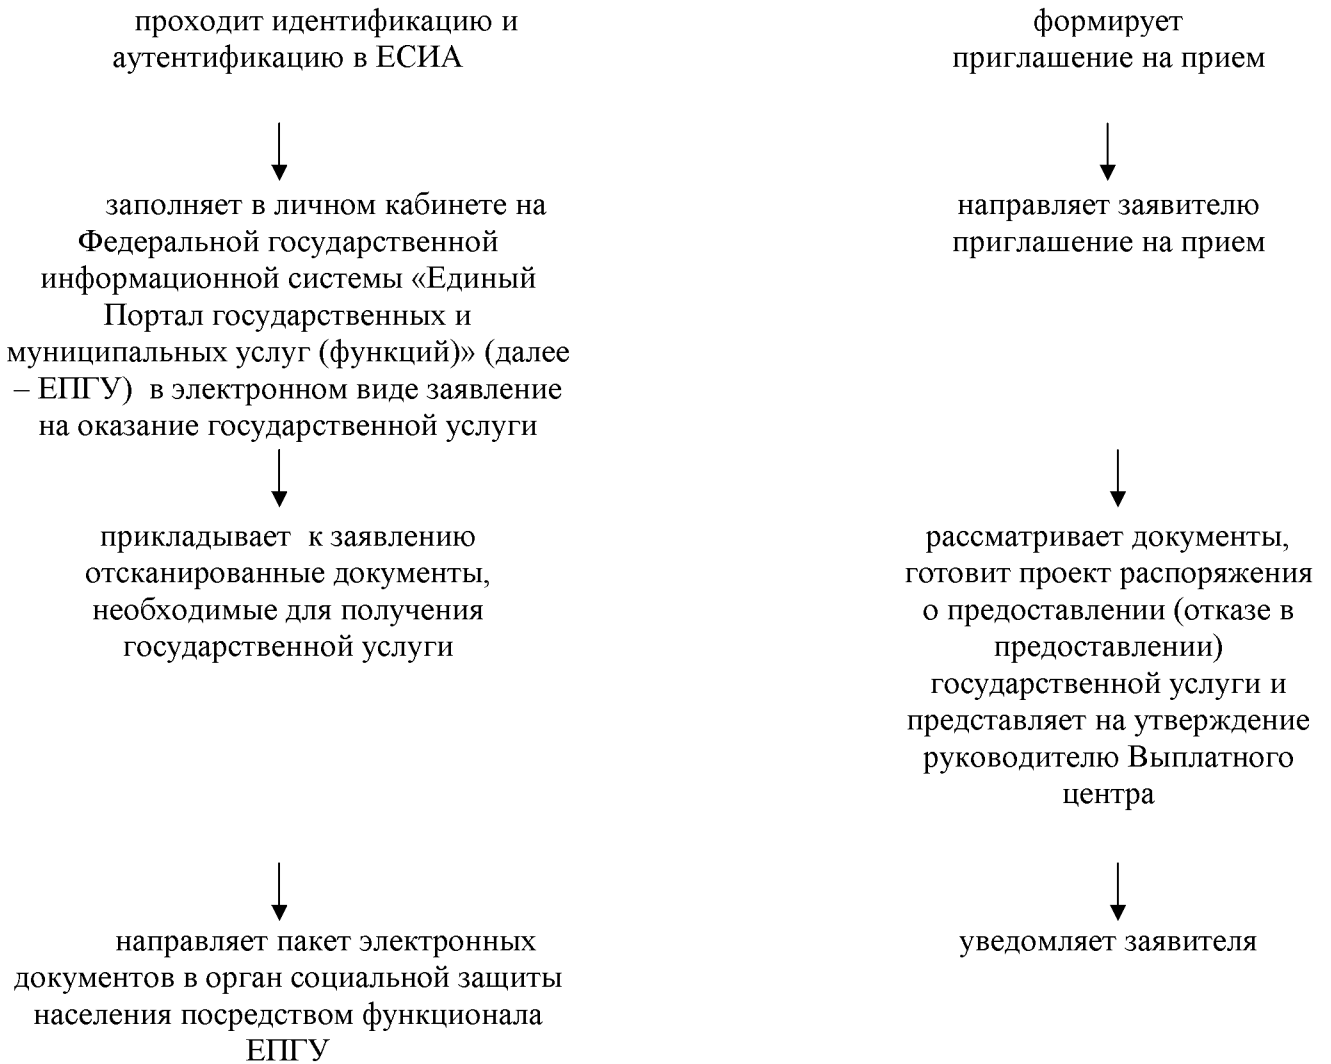 проходит идентификацию и
аутентификацию в ЕСИА
заполняет в личном кабинете на
Федеральной государственной
информационной системы «Единый
Портал государственных и
муниципальных услуг (функций)» (далее
– ЕПГУ) в электронном виде заявление
на оказание государственной услуги
прикладывает к заявлению
отсканированные документы,
необходимые для получения
государственной услуги
направляет пакет электронных
документов в орган социальной защиты
населения посредством функционала
ЕПГУ
формирует
приглашение на прием
направляет заявителю
приглашение на прием
рассматривает документы,
готовит проект распоряжения
о предоставлении (отказе в
предоставлении)
государственной услуги и
представляет на утверждение
руководителю Выплатного
центра
уведомляет заявителя